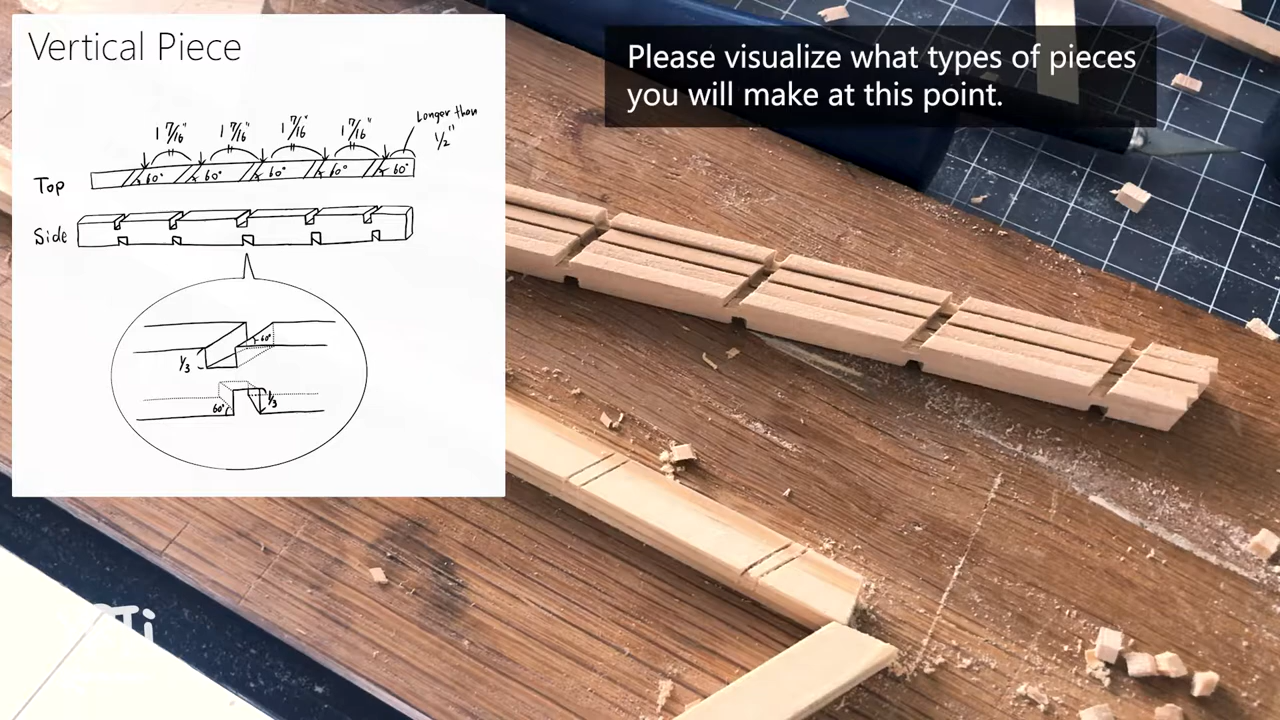 Vertical Piece
Please visualize what types of pieces
you will make at this point.
Longer than
1/2"
1 7/16" 1 7/16" 1 7/16" 1 7/16"
Top
60° 60° 60° 60° 60°
Side
60°
1/3
60° 1/3